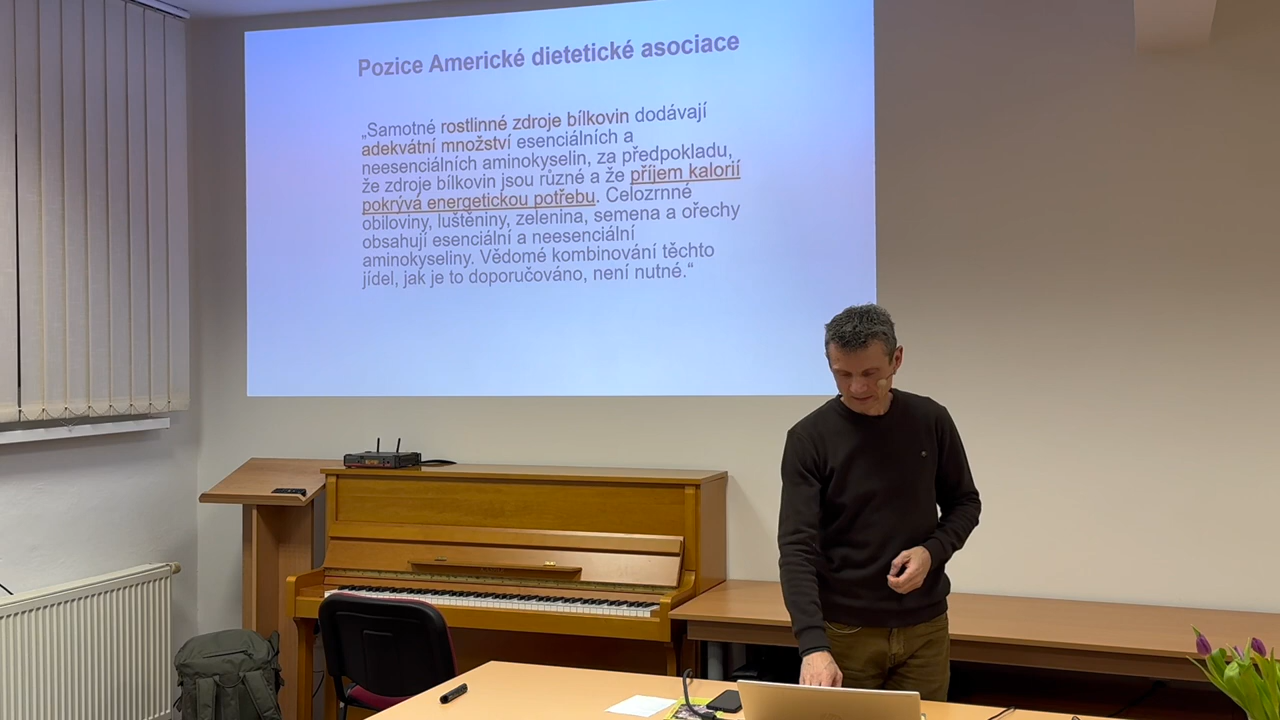 Pozice Americké dietetické asociace
„Samotné rostlinné zdroje bílkovin dodávají
adekvátní množství esenciálních a
neesenciálních aminokyselin, za předpokladu,
že zdroje bílkovin jsou různé a že příjem kalorií
pokrývá energetickou potřebu. Celozrnné
obiloviny, luštěniny, zelenina, semena a ořechy
obsahují esenciální a neesenciální
aminokyseliny. Vědomé kombinování těchto
jídel, jak je to doporučováno, není nutné.“